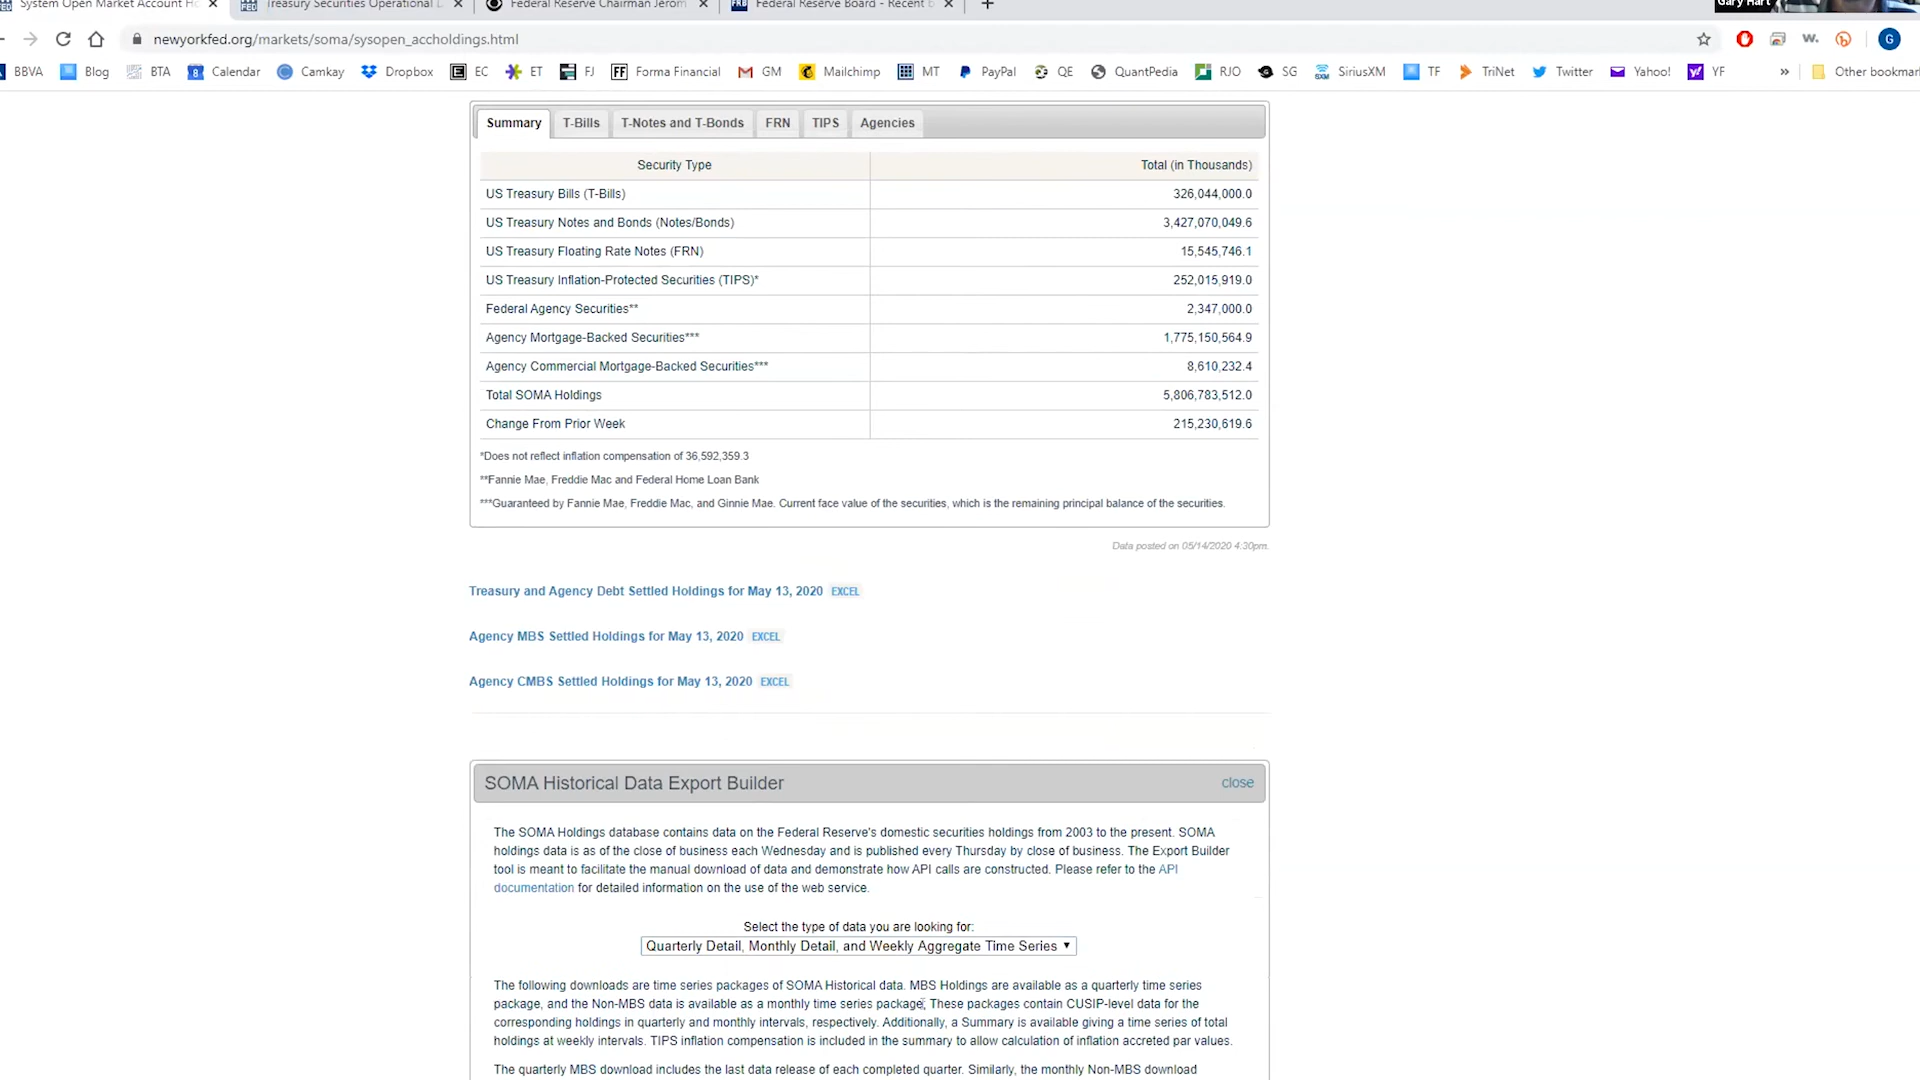 System Open Market Account Ho
Treasury Securities Operational D
Federal Reserve Chairman Jerom
Federal Reserve Board - Recent b
Gary Hart
newyorkfed.org/markets/soma/sysopen_accholdings.html
BBVA Blog BTA Calendar Camkay Dropbox EC ET FJ Forma Financial GM Mailchimp MT PayPal QE QuantPedia RJO SG SiriusXM TF TriNet Twitter Yahoo! YF » Other bookmar
Summary T-Bills T-Notes and T-Bonds FRN TIPS Agencies
Security Type Total (in Thousands)
US Treasury Bills (T-Bills) 326,044,000.0
US Treasury Notes and Bonds (Notes/Bonds) 3,427,070,049.6
US Treasury Floating Rate Notes (FRN) 15,545,746.1
US Treasury Inflation-Protected Securities (TIPS)* 252,015,919.0
Federal Agency Securities** 2,347,000.0
Agency Mortgage-Backed Securities*** 1,775,150,564.9
Agency Commercial Mortgage-Backed Securities*** 8,610,232.4
Total SOMA Holdings 5,806,783,512.0
Change From Prior Week 215,230,619.6
*Does not reflect inflation compensation of 36,592,359.3
**Fannie Mae, Freddie Mac and Federal Home Loan Bank
***Guaranteed by Fannie Mae, Freddie Mac, and Ginnie Mae. Current face value of the securities, which is the remaining principal balance of the securities.
Data posted on 05/14/2020 4:30pm.
Treasury and Agency Debt Settled Holdings for May 13, 2020 EXCEL
Agency MBS Settled Holdings for May 13, 2020 EXCEL
Agency CMBS Settled Holdings for May 13, 2020 EXCEL
SOMA Historical Data Export Builder close
The SOMA Holdings database contains data on the Federal Reserve's domestic securities holdings from 2003 to the present. SOMA
holdings data is as of the close of business each Wednesday and is published every Thursday by close of business. The Export Builder
tool is meant to facilitate the manual download of data and demonstrate how API calls are constructed. Please refer to the API
documentation for detailed information on the use of the web service.
Select the type of data you are looking for:
Quarterly Detail, Monthly Detail, and Weekly Aggregate Time Series
The following downloads are time series packages of SOMA Historical data. MBS Holdings are available as a quarterly time series
package, and the Non-MBS data is available as a monthly time series package. These packages contain CUSIP-level data for the
corresponding holdings in quarterly and monthly intervals, respectively. Additionally, a Summary is available giving a time series of total
holdings at weekly intervals. TIPS inflation compensation is included in the summary to allow calculation of inflation accreted par values.
The quarterly MBS download includes the last data release of each completed quarter. Similarly, the monthly Non-MBS download